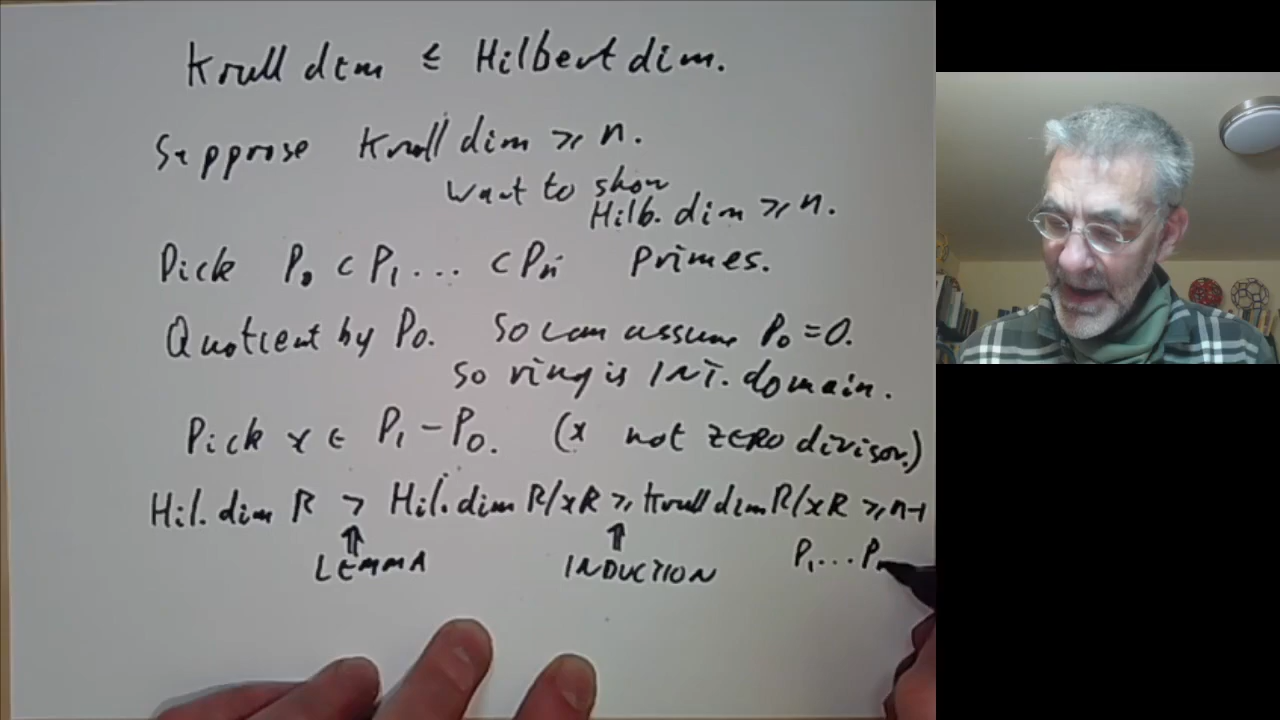 Krull dim ≤ Hilbert dim.
Suppose Krull dim ≥ n.
want to show
Hilb. dim ≥ n.
Pick P₀ ⊂ P₁ ... ⊂ Pn primes.
Quotient by P₀. So can assume P₀ = 0.
So ring is INT. domain.
Pick x ∈ P₁ - P₀. (x not ZERO divisor.)
Hil. dim R > Hil. dim R/xR ≥ Krull dim R/xR ≥ n-1
⇑ ⇑ P₁...Pn
LEMMA INDUCTION